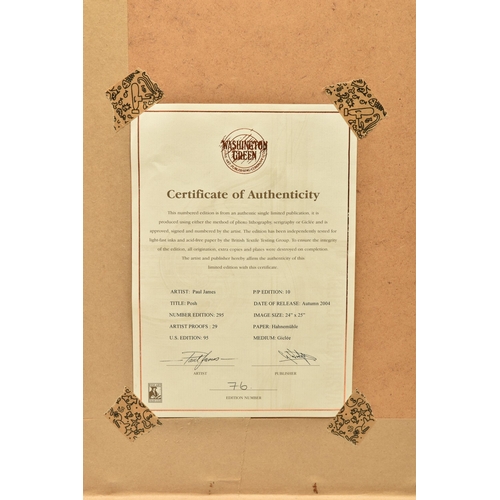 WASHINGTON
GREEN
Certificate of Authenticity
This numbered edition is from an authentic single limited publication, it is
produced using either the method of photo lithography serigraphy or Giclée and is
approved, signed and numbered by the artist. The edition has been independently tested for
light-fast inks and acid-free paper by the British Textile Testing Group. To ensure the integrity
of the edition, all origination, extra copies and plates were destroyed on completion.
The artist and publisher hereby affirm the authenticity of this
limited edition with this certificate.
ARTIST: Paul James
TITLE: Posh
NUMBER EDITION: 295
ARTIST PROOFS : 29
U.S. EDITION: 95
P/P EDITION: 10
DATE OF RELEASE: Autumn 2004
IMAGE SIZE: 24" x 25"
PAPER: Hahnemühle
MEDIUM: Giclée
Paul James
ARTIST
PUBLISHER
76
EDITION NUMBER